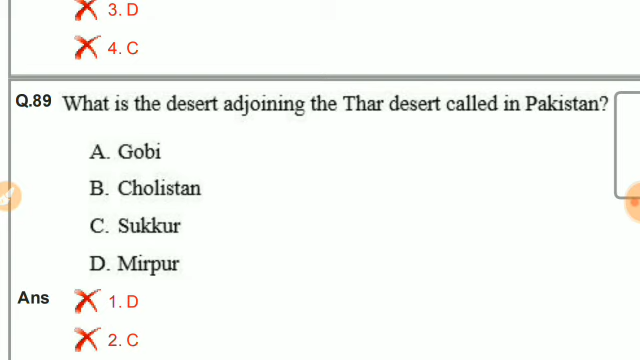 3. D
4. C
Q.89 What is the desert adjoining the Thar desert called in Pakistan?
A. Gobi
B. Cholistan
C. Sukkur
D. Mirpur
Ans 1. D
2. C